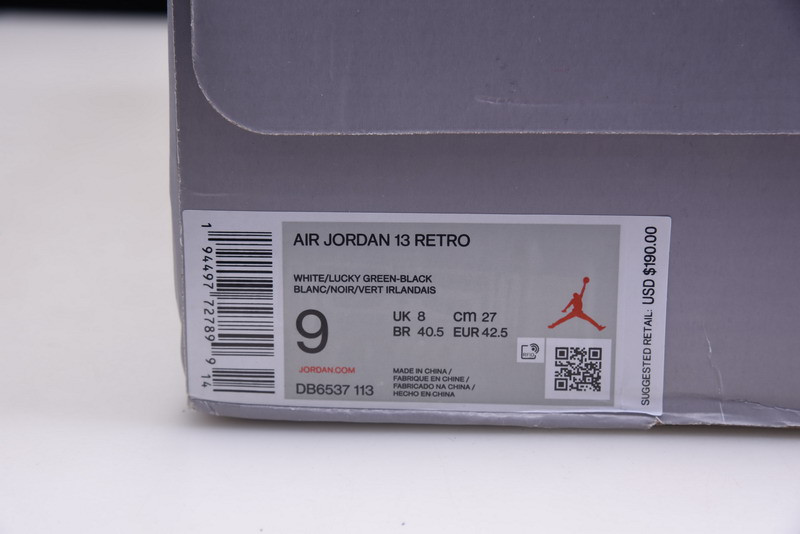 AIR JORDAN 13 RETRO
WHITE/LUCKY GREEN-BLACK
BLANC/NOIR/VERT IRLANDAIS
9
UK 8 cm 27
BR 40.5 EUR 42.5
JORDAN.COM
DB6537 113
MADE IN CHINA /
FABRIQUE EN CHINE /
FABRICADO NA CHINA /
HECHO EN CHINA
1 94497 72789 9 14
SUGGESTED RETAIL: USD $190.00